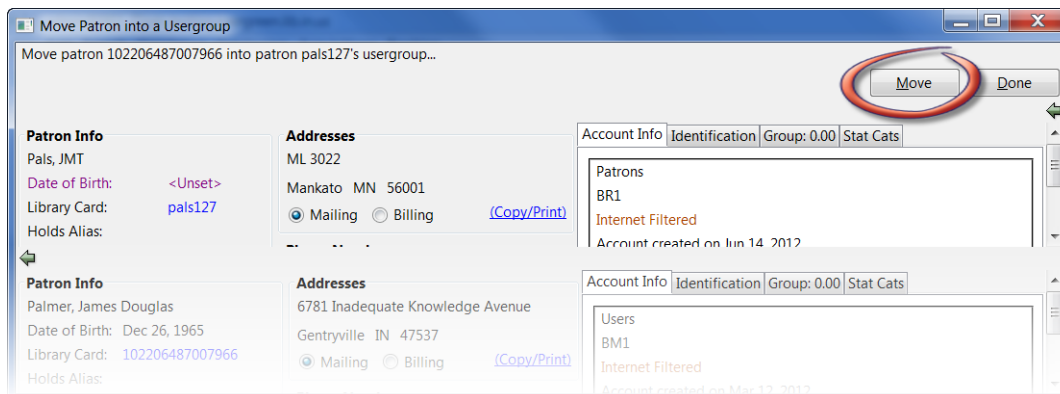 Move Patron into a Usergroup
Move patron 102206487007966 into patron pals127's usergroup...
Move Done
Patron Info
Pals, JMT
Date of Birth: <Unset>
Library Card: pals127
Holds Alias:
Addresses
ML 3022
Mankato MN 56001
Mailing Billing (Copy/Print)
Account Info Identification Group: 0.00 Stat Cats
Patrons
BR1
Internet Filtered
Account created on Jun 14, 2012
Patron Info
Palmer, James Douglas
Date of Birth: Dec 26, 1965
Library Card: 102206487007966
Holds Alias:
Addresses
6781 Inadequate Knowledge Avenue
Gentryville IN 47537
Mailing Billing (Copy/Print)
Account Info Identification Group: 0.00 Stat Cats
Users
BM1
Internet Filtered
Account created on Mar 12, 2012